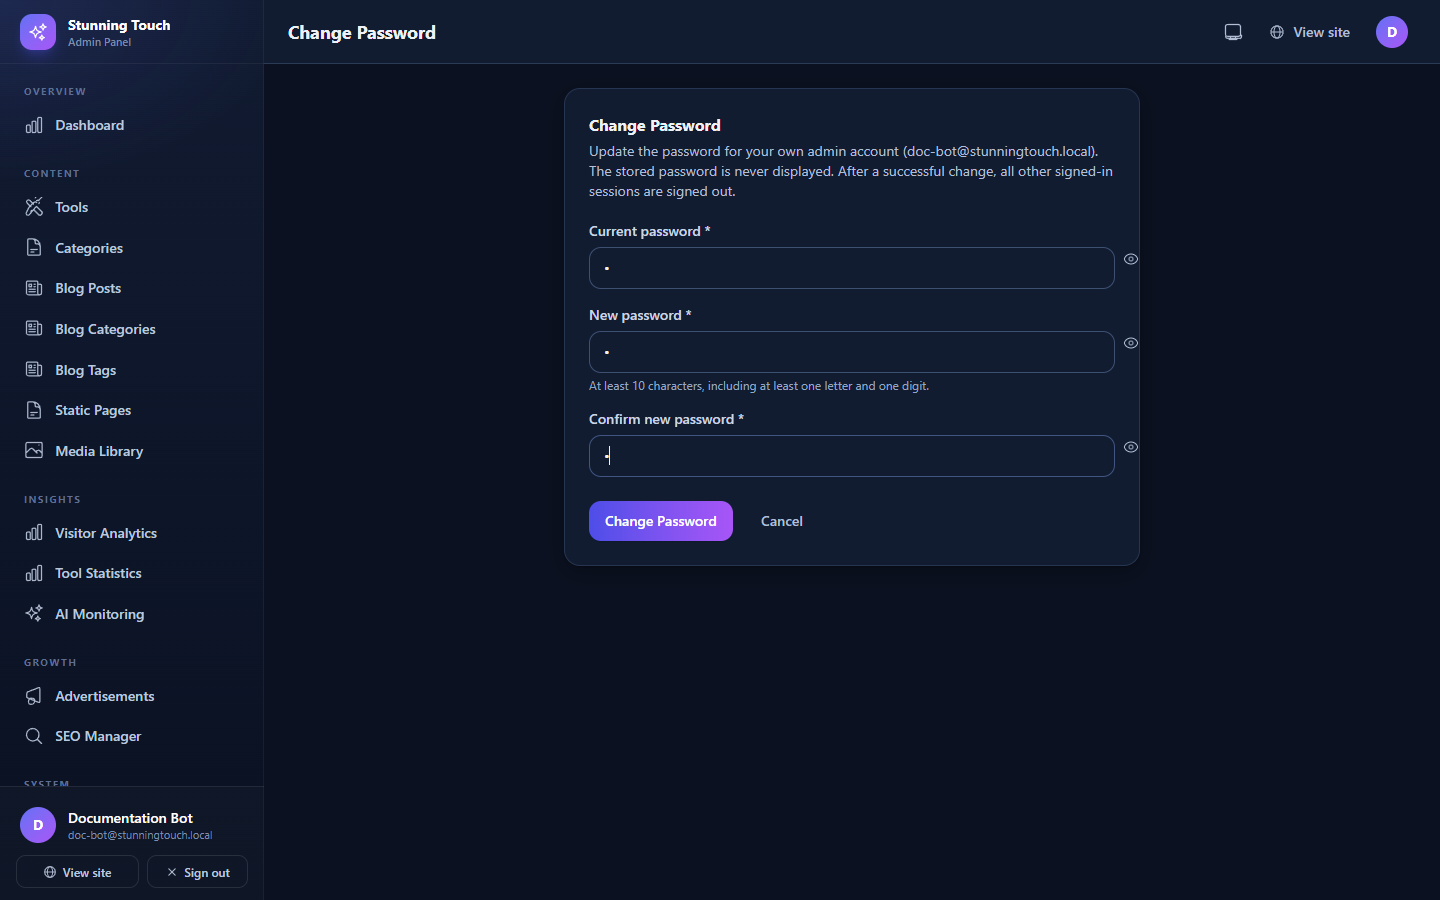 Stunning Touch
Admin Panel
OVERVIEW
Dashboard
CONTENT
Tools
Categories
Blog Posts
Blog Categories
Blog Tags
Static Pages
Media Library
INSIGHTS
Visitor Analytics
Tool Statistics
AI Monitoring
GROWTH
Advertisements
SEO Manager
SYSTEM
D
Documentation Bot
doc-bot@stunningtouch.local
View site
Sign out
Change Password
View site
D
Change Password
Update the password for your own admin account (doc-bot@stunningtouch.local).
The stored password is never displayed. After a successful change, all other signed-in
sessions are signed out.
Current password *
•
New password *
•
At least 10 characters, including at least one letter and one digit.
Confirm new password *
•
Change Password
Cancel